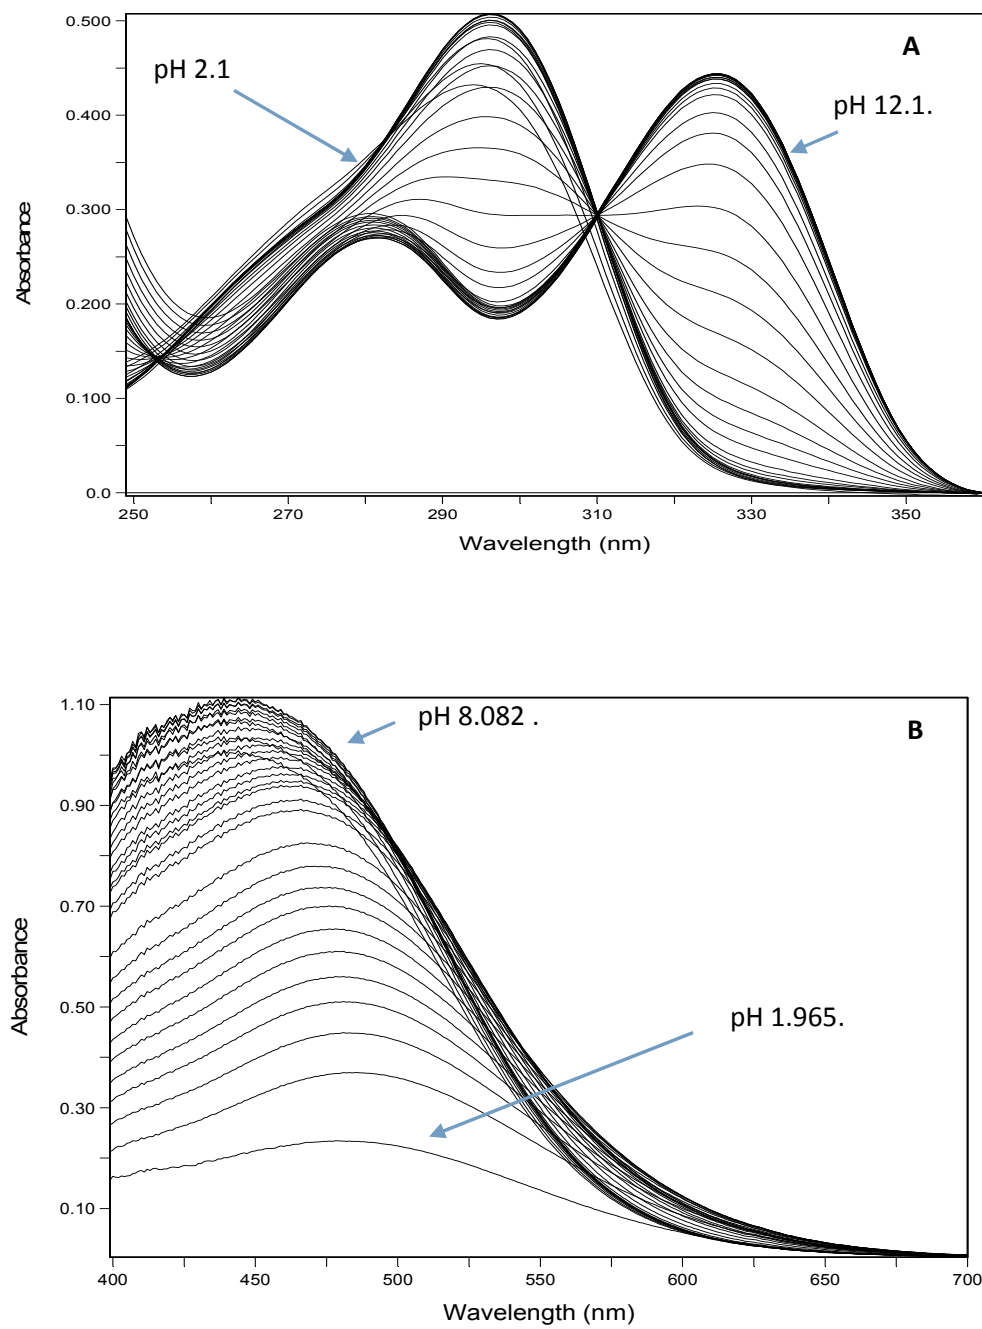 0.500
A
pH 2.1
0.400
pH 12.1.
0.300
Absorbance
0.200
0.100
0.0
250 270 290 310 330 350
Wavelength (nm)
1.10
pH 8.082 .
B
0.90
0.70
Absorbance
0.50
pH 1.965.
0.30
0.10
400 450 500 550 600 650 700
Wavelength (nm)